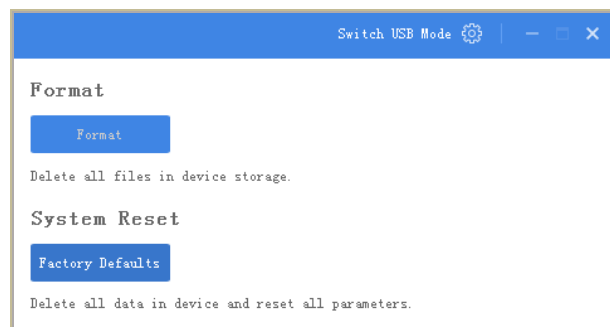 Switch USB Mode
Format
Format
Delete all files in device storage.
System Reset
Factory Defaults
Delete all data in device and reset all parameters.